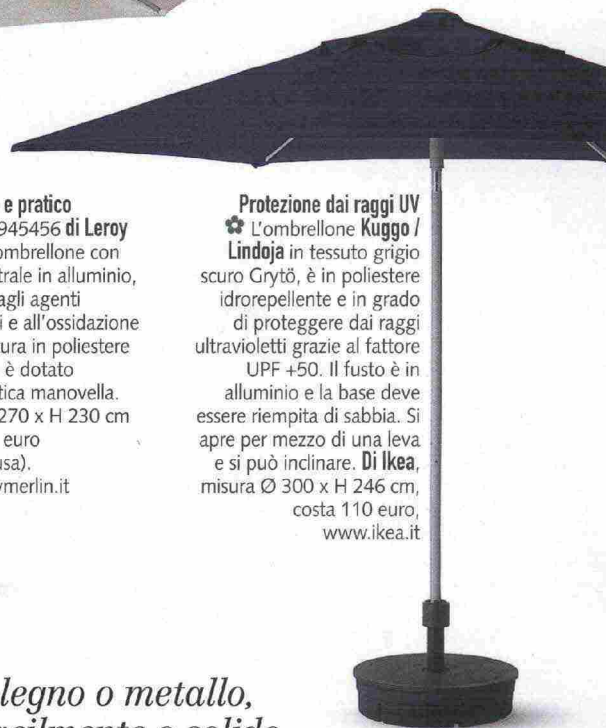 e pratico
945456 di Leroy
ombrellone con
trale in alluminio,
agli agenti
i e all'ossidazione
ura in poliestere
è dotato
tica manovella.
270 x H 230 cm
euro
usa).
merlin.it
Protezione dai raggi UV
L'ombrellone Kuggo /
Lindoja in tessuto grigio
scuro Grytö, è in poliestere
idrorepellente e in grado
di proteggere dai raggi
ultravioletti grazie al fattore
UPF +50. Il fusto è in
alluminio e la base deve
essere riempita di sabbia. Si
apre per mezzo di una leva
e si può inclinare. Di Ikea,
misura Ø 300 x H 246 cm,
costa 110 euro,
www.ikea.it
legno o metallo,